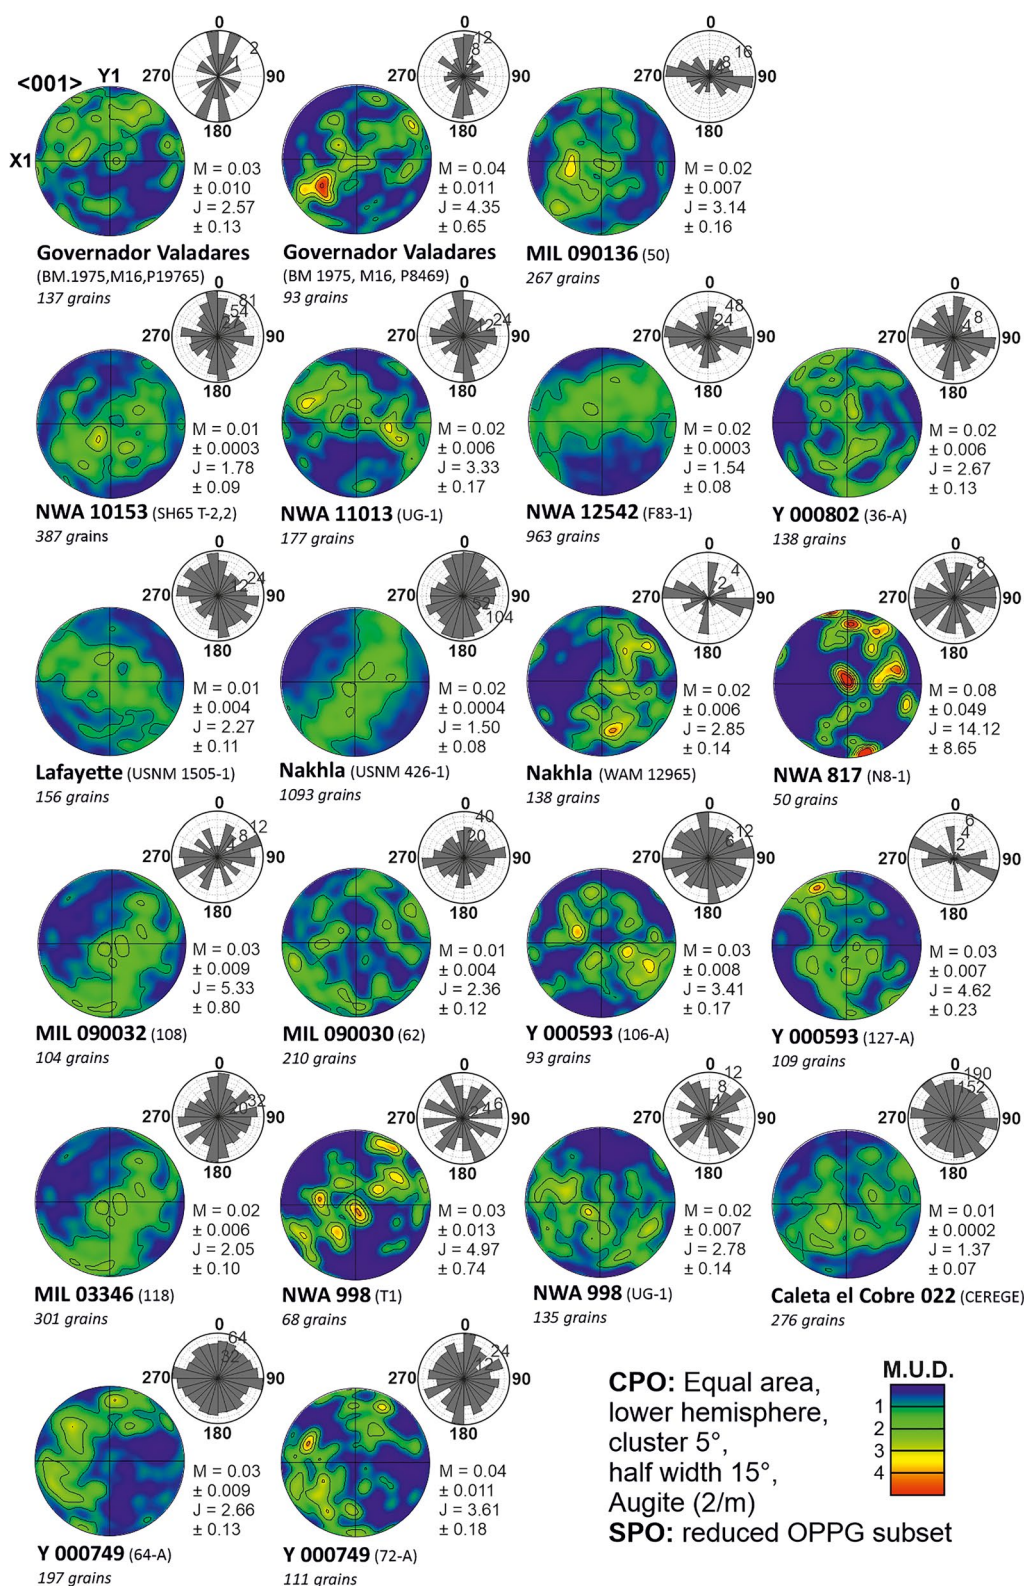 <001> Y1
X1
0
270 90
180
2
1
M = 0.03
± 0.010
J = 2.57
± 0.13
Governador Valadares
(BM.1975,M16,P19765)
137 grains
0
270 90
180
12
8
4
M = 0.04
± 0.011
J = 4.35
± 0.65
Governador Valadares
(BM 1975, M16, P8469)
93 grains
0
270 90
180
16
8
M = 0.02
± 0.007
J = 3.14
± 0.16
MIL 090136 (50)
267 grains
0
270 90
180
81
54
27
M = 0.01
± 0.0003
J = 1.78
± 0.09
NWA 10153 (SH65 T-2,2)
387 grains
0
270 90
180
24
12
M = 0.02
± 0.006
J = 3.33
± 0.17
NWA 11013 (UG-1)
177 grains
0
270 90
180
48
24
M = 0.02
± 0.0003
J = 1.54
± 0.08
NWA 12542 (F83-1)
963 grains
0
270 90
180
8
4
M = 0.02
± 0.006
J = 2.67
± 0.13
Y 000802 (36-A)
138 grains
0
270 90
180
24
12
M = 0.01
± 0.004
J = 2.27
± 0.11
Lafayette (USNM 1505-1)
156 grains
0
270 90
180
52
104
M = 0.02
± 0.0004
J = 1.50
± 0.08
Nakhla (USNM 426-1)
1093 grains
0
270 90
180
4
2
M = 0.02
± 0.006
J = 2.85
± 0.14
Nakhla (WAM 12965)
138 grains
0
270 90
180
8
4
M = 0.08
± 0.049
J = 14.12
± 8.65
NWA 817 (N8-1)
50 grains
0
270 90
180
12
8
4
M = 0.03
± 0.009
J = 5.33
± 0.80
MIL 090032 (108)
104 grains
0
270 90
180
40
20
M = 0.01
± 0.004
J = 2.36
± 0.12
MIL 090030 (62)
210 grains
0
270 90
180
12
6
M = 0.03
± 0.008
J = 3.41
± 0.17
Y 000593 (106-A)
93 grains
0
270 90
180
6
4
2
M = 0.03
± 0.007
J = 4.62
± 0.23
Y 000593 (127-A)
109 grains
0
270 90
180
32
20
M = 0.02
± 0.006
J = 2.05
± 0.10
MIL 03346 (118)
301 grains
0
270 90
180
6
4
2
M = 0.03
± 0.013
J = 4.97
± 0.74
NWA 998 (T1)
68 grains
0
270 90
180
12
8
4
M = 0.02
± 0.007
J = 2.78
± 0.14
NWA 998 (UG-1)
135 grains
0
270 90
180
190
152
M = 0.01
± 0.0002
J = 1.37
± 0.07
Caleta el Cobre 022 (CEREGE)
276 grains
0
270 90
180
64
32
M = 0.03
± 0.009
J = 2.66
± 0.13
Y 000749 (64-A)
197 grains
0
270 90
180
24
12
M = 0.04
± 0.011
J = 3.61
± 0.18
Y 000749 (72-A)
111 grains
CPO: Equal area,
lower hemisphere,
cluster 5°,
half width 15°,
Augite (2/m)
SPO: reduced OPPG subset
M.U.D.
1
2
3
4